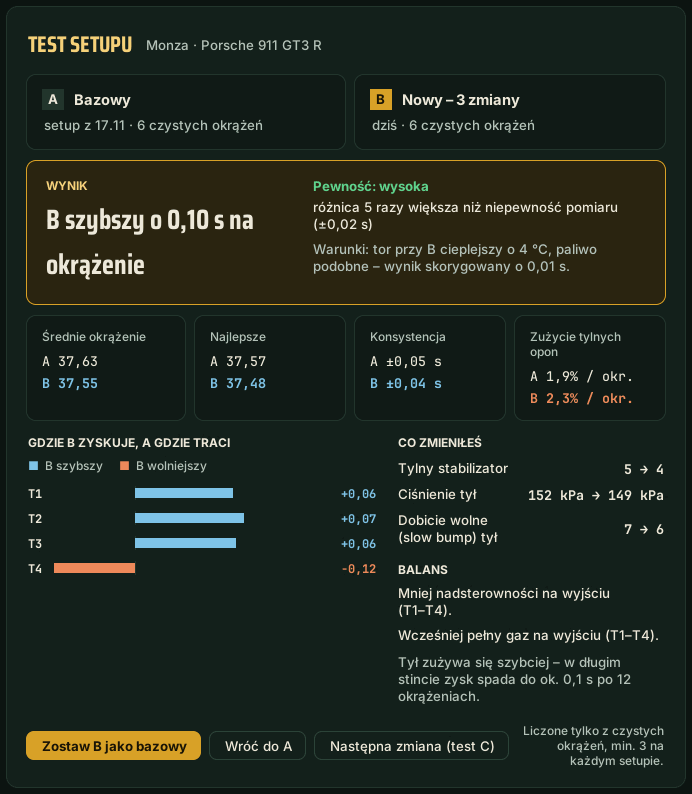 TEST SETUPU Monza · Porsche 911 GT3 R
A Bazowy
setup z 17.11 · 6 czystych okrążeń
B Nowy – 3 zmiany
dziś · 6 czystych okrążeń
WYNIK
B szybszy o 0,10 s na
okrążenie
Pewność: wysoka
różnica 5 razy większa niż niepewność pomiaru
(±0,02 s)
Warunki: tor przy B cieplejszy o 4 °C, paliwo
podobne – wynik skorygowany o 0,01 s.
Średnie okrążenie
A 37,63
B 37,55
Najlepsze
A 37,57
B 37,48
Konsystencja
A ±0,05 s
B ±0,04 s
Zużycie tylnych
opon
A 1,9% / okr.
B 2,3% / okr.
GDZIE B ZYSKUJE, A GDZIE TRACI
B szybszy B wolniejszy
T1 +0,06
T2 +0,07
T3 +0,06
T4 -0,12
CO ZMIENIŁEŚ
Tylny stabilizator 5 → 4
Ciśnienie tył 152 kPa → 149 kPa
Dobicie wolne
(slow bump) tył 7 → 6
BALANS
Mniej nadsterowności na wyjściu
(T1–T4).
Wcześniej pełny gaz na wyjściu (T1–T4).
Tył zużywa się szybciej – w długim
stincie zysk spada do ok. 0,1 s po 12
okrążeniach.
Zostaw B jako bazowy
Wróć do A
Następna zmiana (test C)
Liczone tylko z czystych
okrążeń, min. 3 na
każdym setupie.